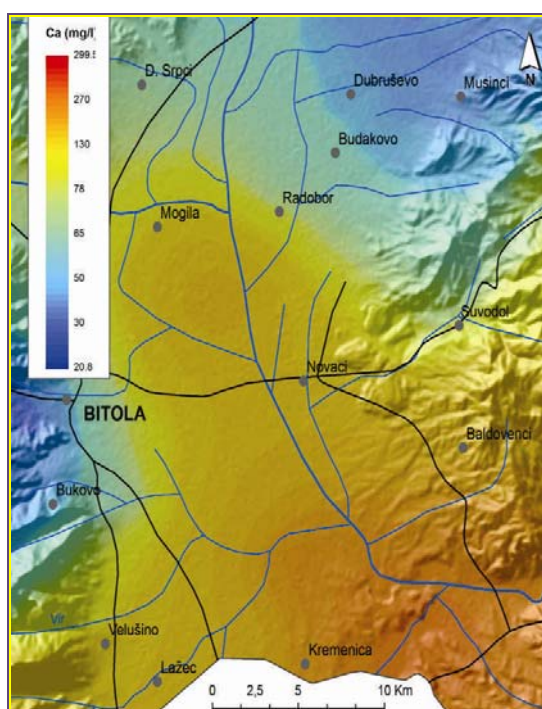 Ca (mg/l)
299.5
270
130
78
65
50
30
20.8
N
D. Srpci
Dubruševo
Musinci
Budakovo
Radobor
Mogila
Suvodol
Novaci
BITOLA
Baldovenci
Bukovo
Vir
Velušino
Lažec
Kremenica
0 2,5 5 10 Km